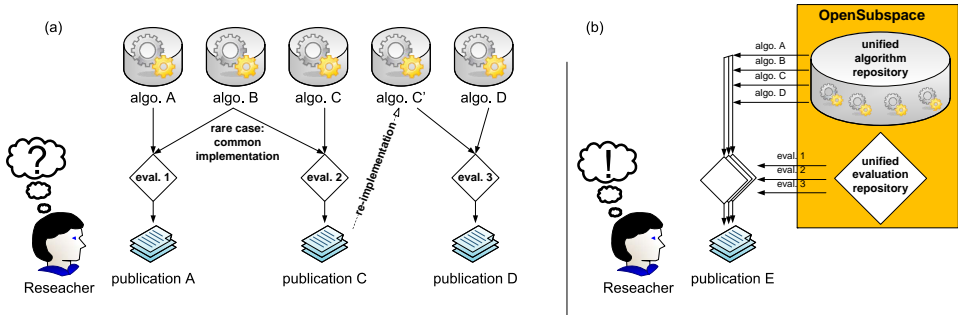 (a)
algo. A
algo. B
algo. C
algo. C'
algo. D
rare case:
common
implementation
?
eval. 1
eval. 2
re-implementation
eval. 3
Reseacher
publication A
publication C
publication D
(b)
OpenSubspace
unified
algorithm
repository
algo. A
algo. B
algo. C
algo. D
!
eval. 1
eval. 2
eval. 3
unified
evaluation
repository
Reseacher
publication E